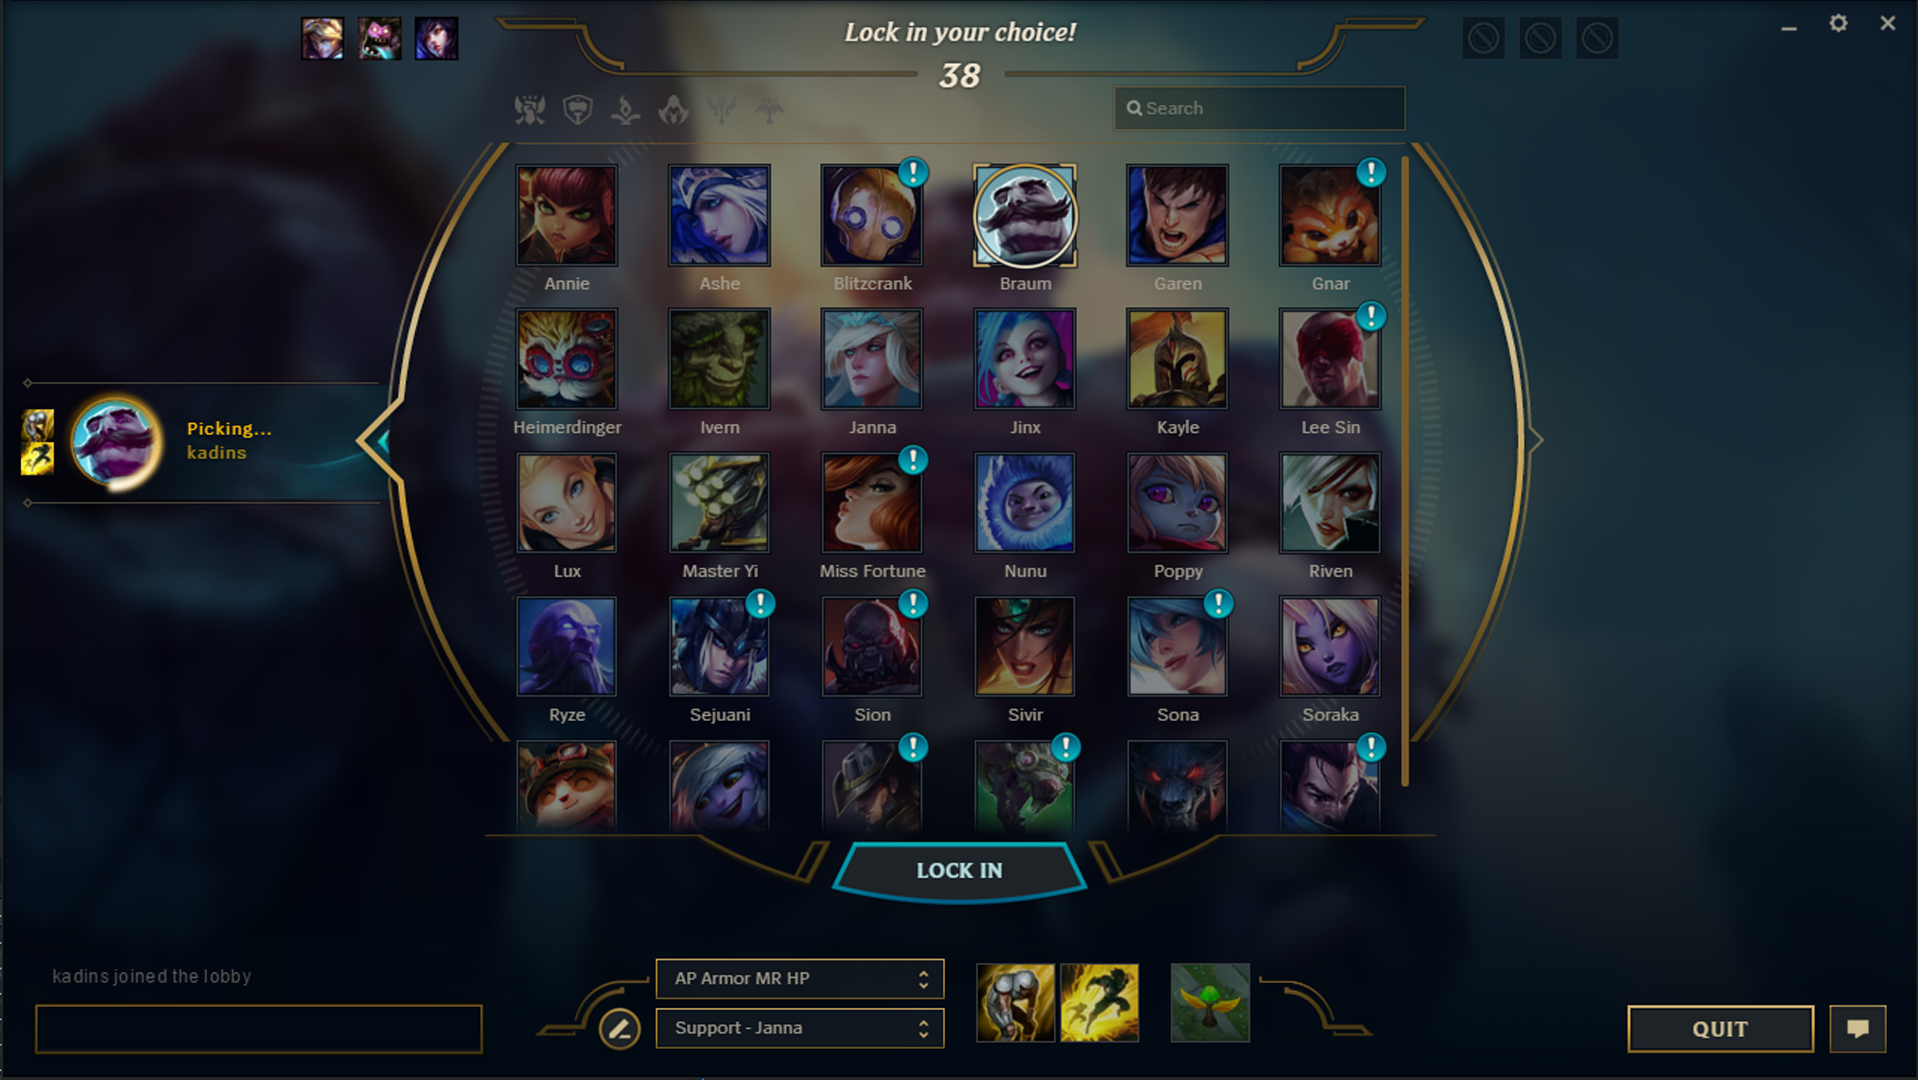 Lock in your choice!
38
Search
Annie
Ashe
Blitzcrank
Braum
Garen
Gnar
Heimerdinger
Ivern
Janna
Jinx
Kayle
Lee Sin
Picking...
kadins
Lux
Master Yi
Miss Fortune
Nunu
Poppy
Riven
Ryze
Sejuani
Sion
Sivir
Sona
Soraka
LOCK IN
kadins joined the lobby
AP Armor MR HP
Support - Janna
QUIT